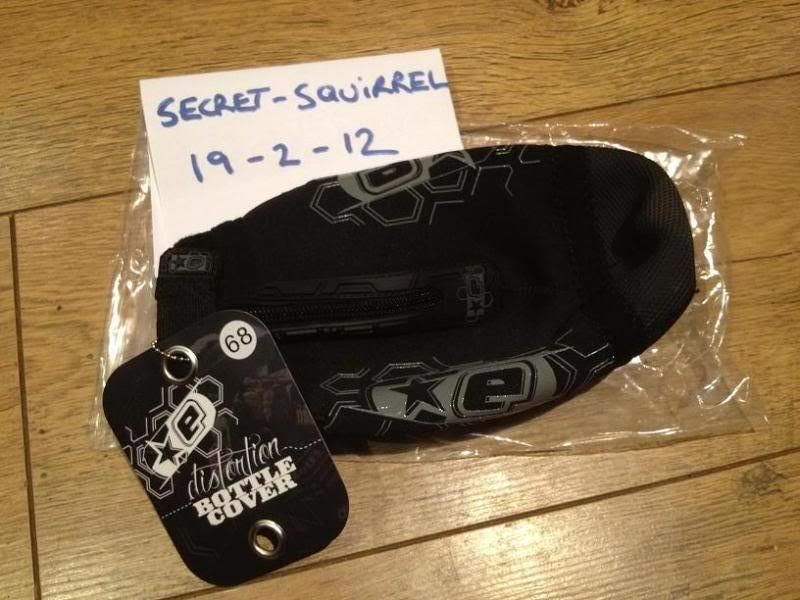 SECRET-SQUIRREL
19-2-12
e
e
e
68
e
distortion
BOTTLE
COVER